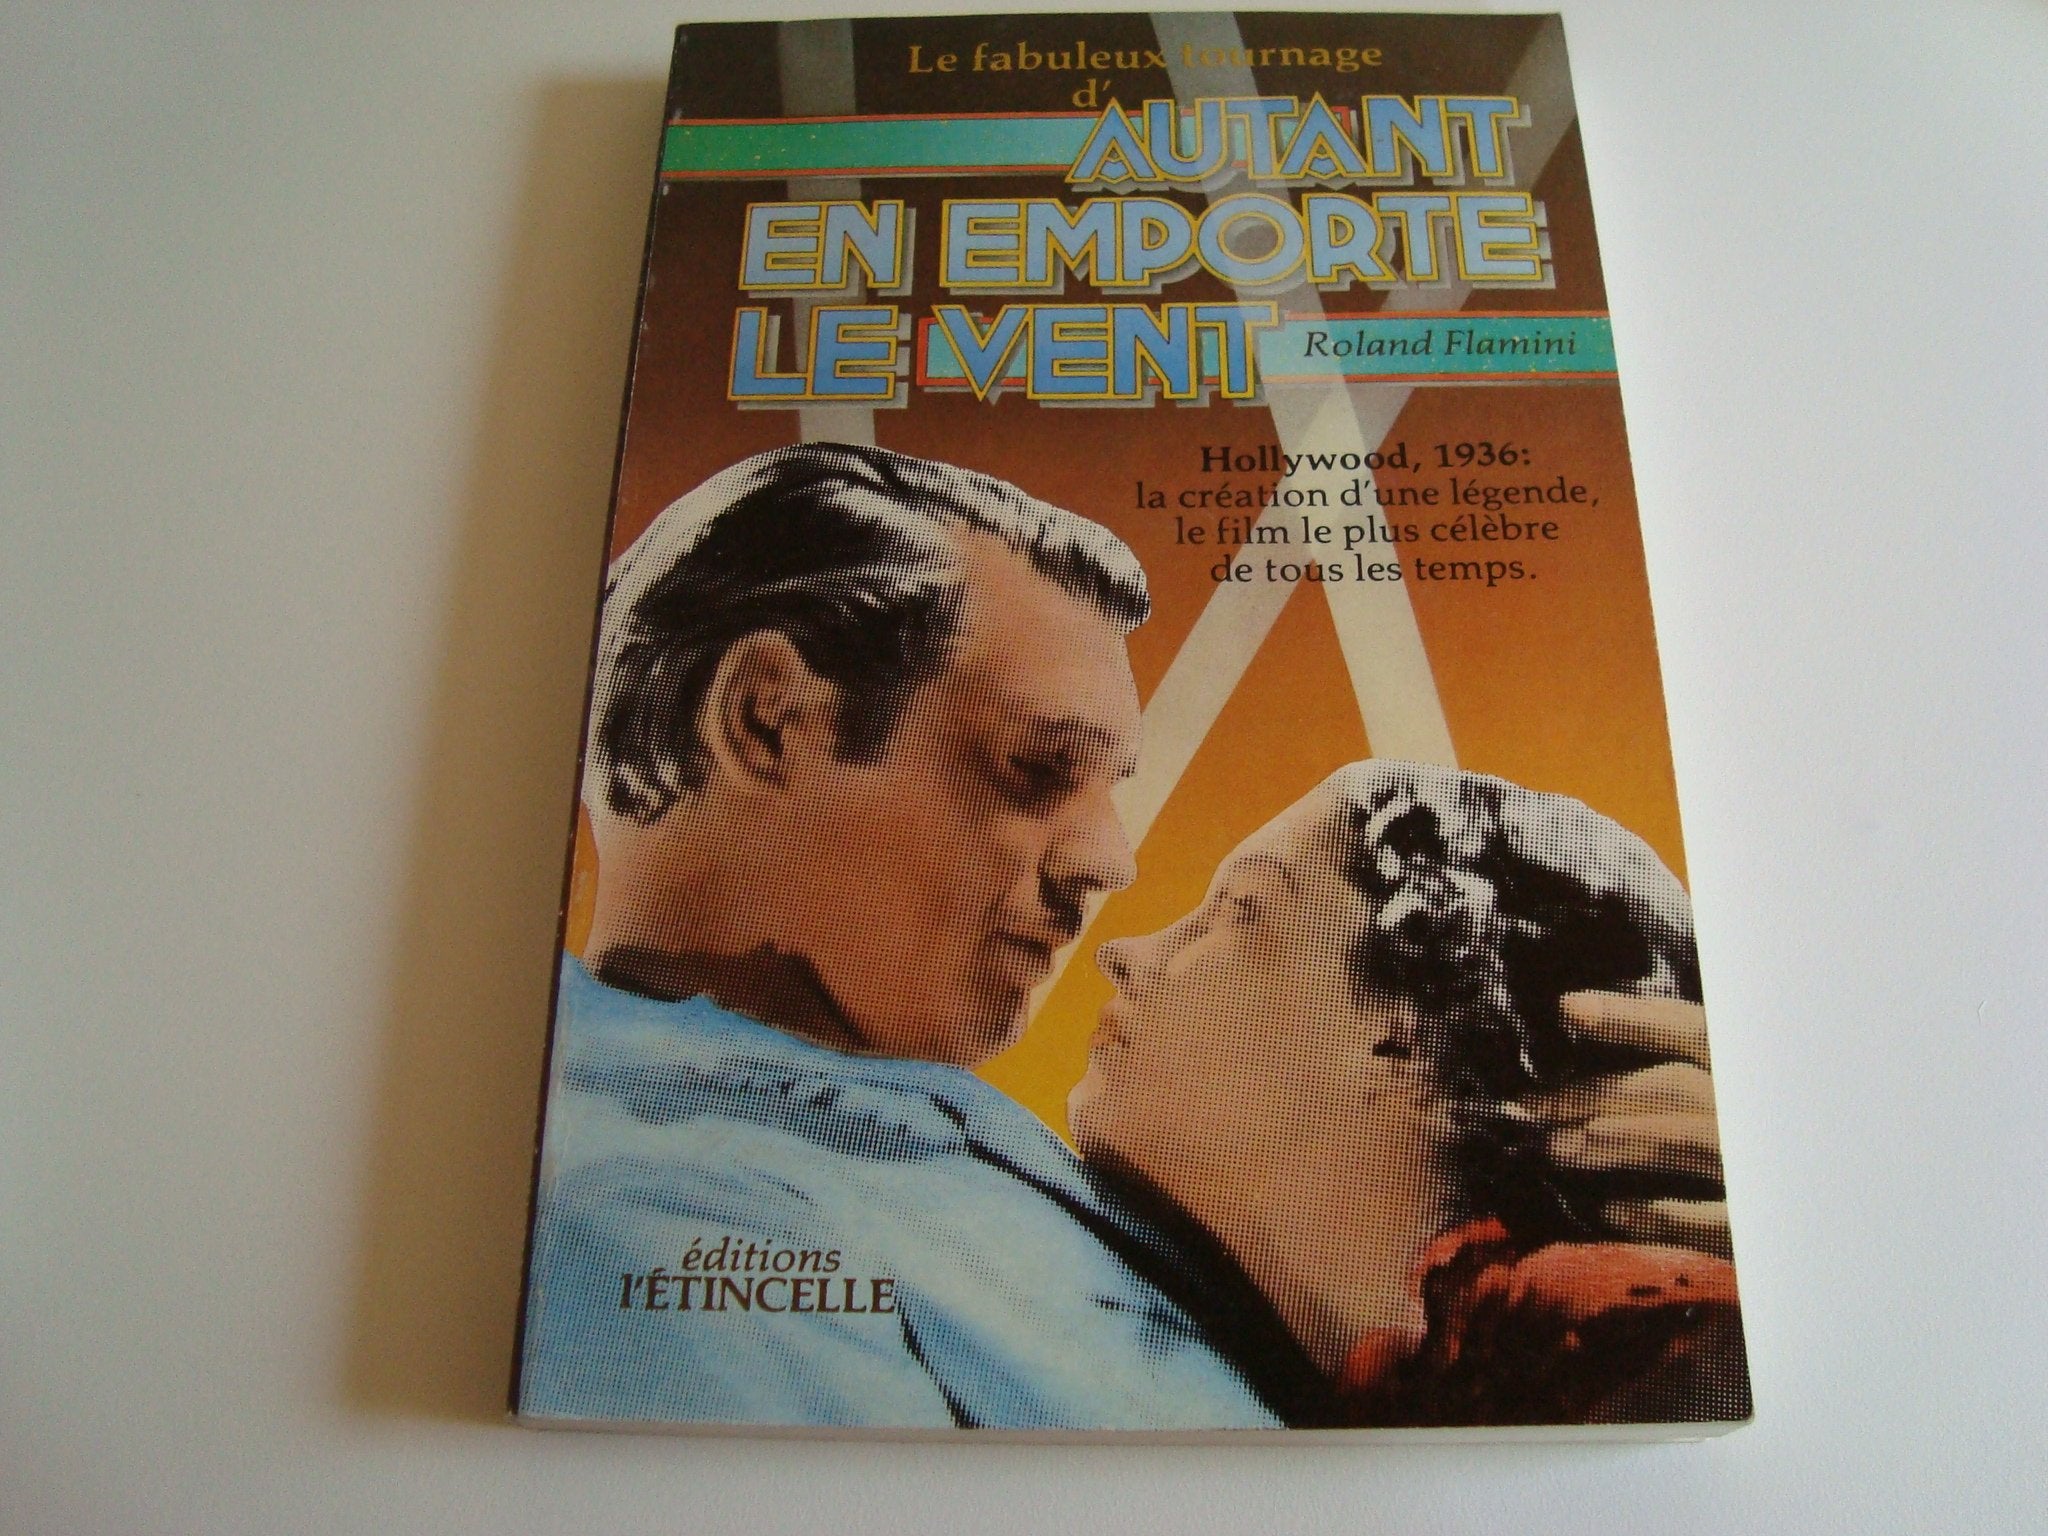 Le fabuleux tournage
d'AUTANT
EN EMPORTE
LE VENT
Roland Flamini
Hollywood, 1936:
la création d'une légende,
le film le plus célèbre
de tous les temps.
éditions
l'ÉTINCELLE